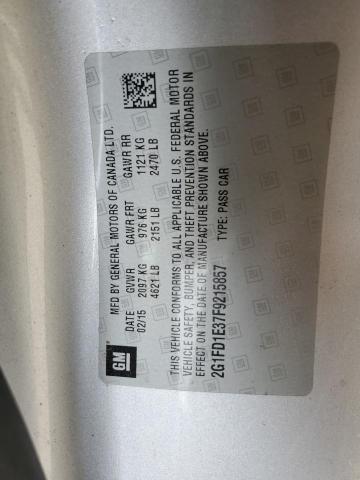 GM
MFD BY GENERAL MOTORS OF CANADA LTD.
DATE GVWR GAWR FRT GAWR RR
02/15 2097 KG 976 KG 1121 KG
4621 LB 2151 LB 2470 LB
THIS VEHICLE CONFORMS TO ALL APPLICABLE U.S. FEDERAL MOTOR
VEHICLE SAFETY, BUMPER, AND THEFT PREVENTION STANDARDS IN
EFFECT ON THE DATE OF MANUFACTURE SHOWN ABOVE.
2G1FD1E37F9215857 TYPE: PASS CAR